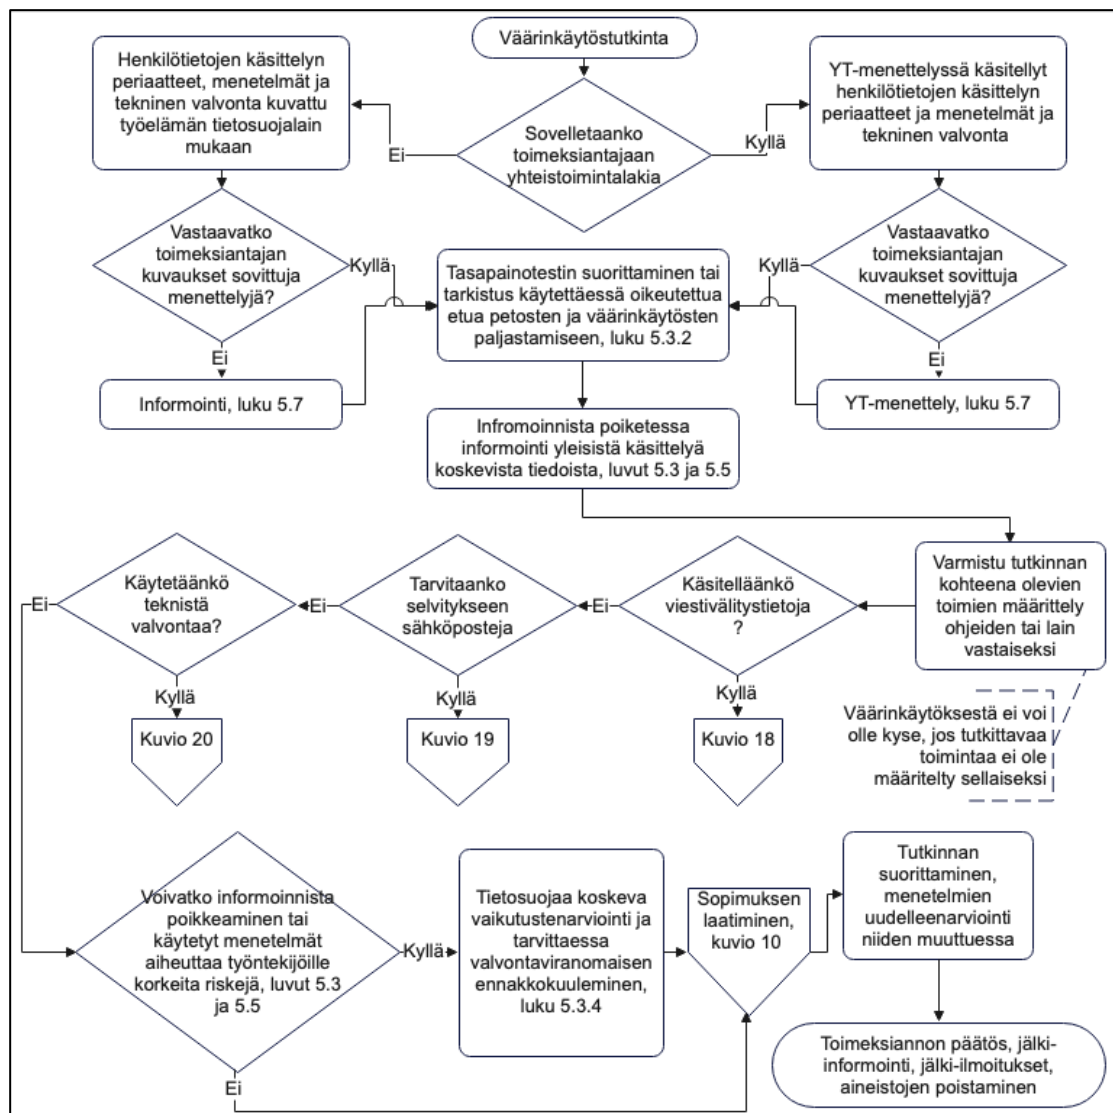 Väärinkäytöstutkinta
Henkilötietojen käsittelyn
periaatteet, menetelmät ja
tekninen valvonta kuvattu
työelämän tietosuojalain
mukaan
Ei
Sovelletaanko
toimeksiantajaan
yhteistoimintalakia
Kyllä
YT-menettelyssä käsitellyt
henkilötietojen käsittelyn
periaatteet ja menetelmät ja
tekninen valvonta
Vastaavatko
toimeksiantajan
kuvaukset sovittuja
menettelyjä?
Kyllä
Ei
Informointi, luku 5.7
Tasapainotestin suorittaminen tai
tarkistus käytettäessä oikeutettua
etua petosten ja väärinkäytösten
paljastamiseen, luku 5.3.2
Kyllä
Vastaavatko
toimeksiantajan
kuvaukset sovittuja
menettelyjä?
Ei
YT-menettely, luku 5.7
Infromoinnista poiketessa
informointi yleisistä käsittelyä
koskevista tiedoista, luvut 5.3 ja 5.5
Varmistu tutkinnan
kohteena olevien
toimien määrittely
ohjeiden tai lain
vastaiseksi
Väärinkäytöksestä ei voi
olle kyse, jos tutkittavaa
toimintaa ei ole
määritelty sellaiseksi
Käsitelläänkö
viestivälitystietoja
?
Ei
Kyllä
Kuvio 18
Tarvitaanko
selvitykseen
sähköposteja
Ei
Kyllä
Kuvio 19
Käytetäänkö
teknistä
valvontaa?
Ei
Kyllä
Kuvio 20
Voivatko informoinnista
poikkeaminen tai
käytetyt menetelmät
aiheuttaa työntekijöille
korkeita riskejä, luvut 5.3
ja 5.5
Kyllä
Ei
Tietosuojaa koskeva
vaikutustenarviointi ja
tarvittaessa
valvontaviranomaisen
ennakkokuuleminen,
luku 5.3.4
Sopimuksen
laatiminen,
kuvio 10
Tutkinnan
suorittaminen,
menetelmien
uudelleenarviointi
niiden muuttuessa
Toimeksiannon päätös, jälki-
informointi, jälki-ilmoitukset,
aineistojen poistaminen